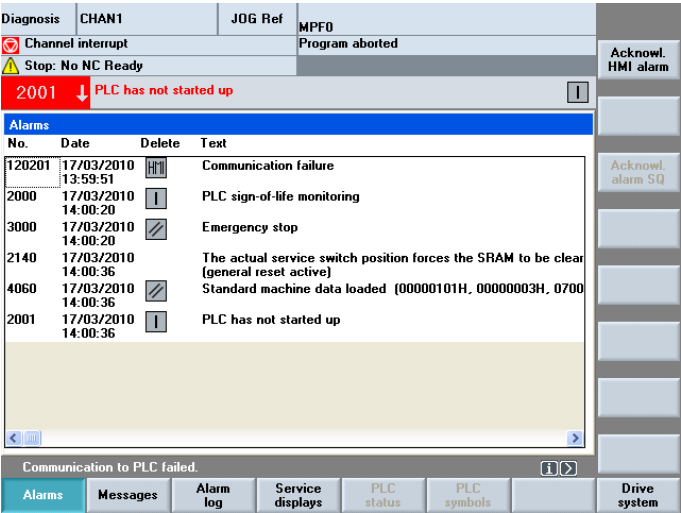 Diagnosis CHAN1 JOG Ref MPF0
Channel interrupt Program aborted
Stop: No NC Ready
Acknowl.
HMI alarm
2001 PLC has not started up
Alarms
No. Date Delete Text
120201 17/03/2010 HMI Communication failure
13:59:51
Acknowl.
alarm SQ
2000 17/03/2010 PLC sign-of-life monitoring
14:00:20
3000 17/03/2010 Emergency stop
14:00:20
2140 17/03/2010 The actual service switch position forces the SRAM to be clear
14:00:36 (general reset active)
4060 17/03/2010 Standard machine data loaded (00000101H, 00000003H, 0700
14:00:36
2001 17/03/2010 PLC has not started up
14:00:36
Communication to PLC failed.
Alarms Messages Alarm log Service displays PLC status PLC symbols Drive system